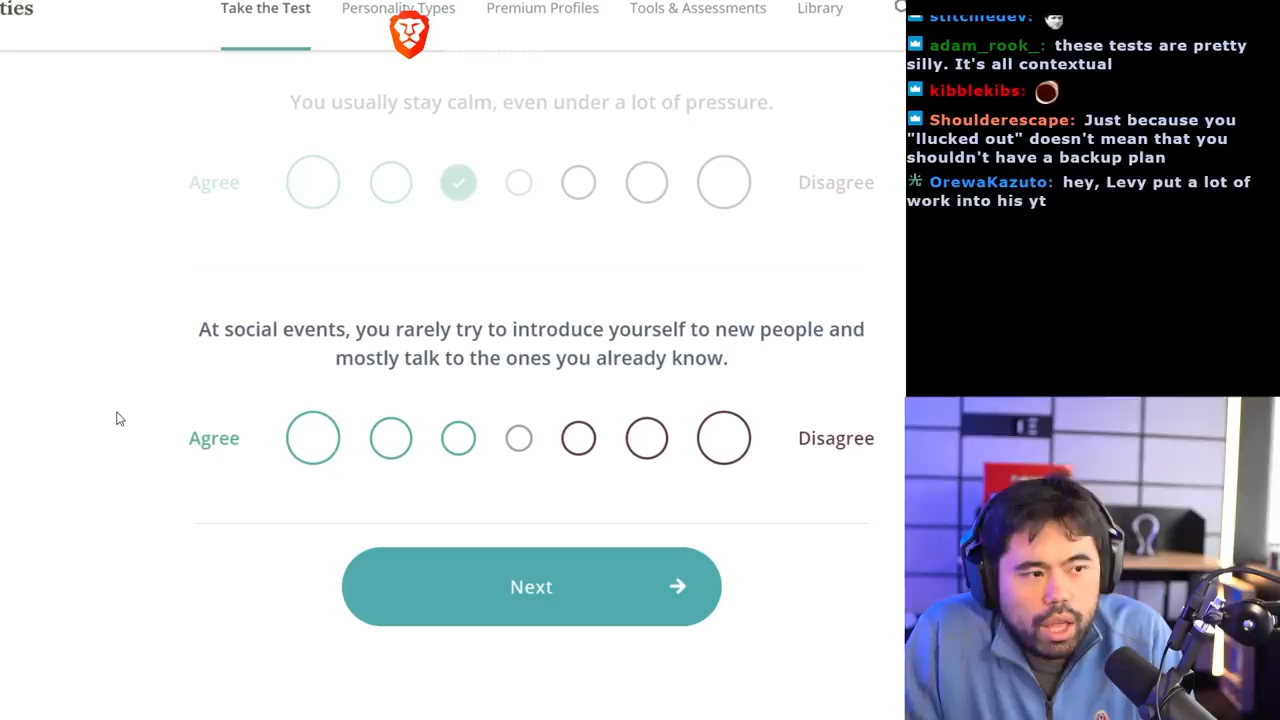 ties
Take the Test
Personality Types
Premium Profiles
Tools & Assessments
Library
You usually stay calm, even under a lot of pressure.
Agree
Disagree
At social events, you rarely try to introduce yourself to new people and
mostly talk to the ones you already know.
Agree
Disagree
Next
stitchiedev:
adam_rook_: these tests are pretty
silly. It's all contextual
kibblekibs:
Shoulderescape: Just because you
"llucked out" doesn't mean that you
shouldn't have a backup plan
OrewaKazuto: hey, Levy put a lot of
work into his yt